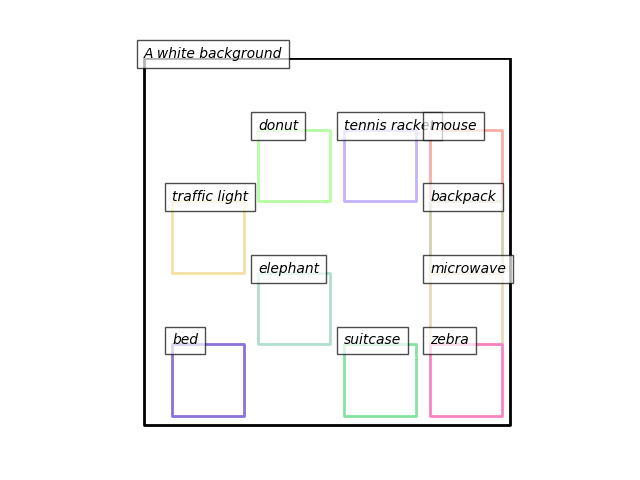 A white background
donut
tennis racket
mouse
traffic light
backpack
elephant
microwave
bed
suitcase
zebra